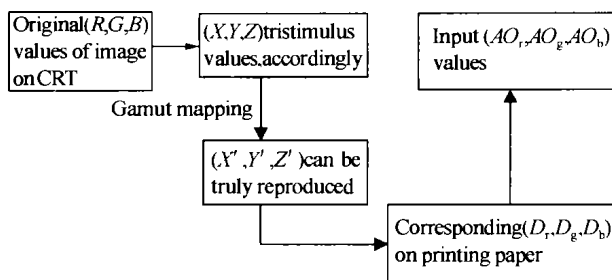 Original(R,G,B)
values of image
on CRT
(X,Y,Z)tristimulus
values,accordingly
Gamut mapping
(X′,Y′,Z′)can be
truly reproduced
Corresponding(Dr,Dg,Db)
on printing paper
Input (AOr,AOg,AOb)
values